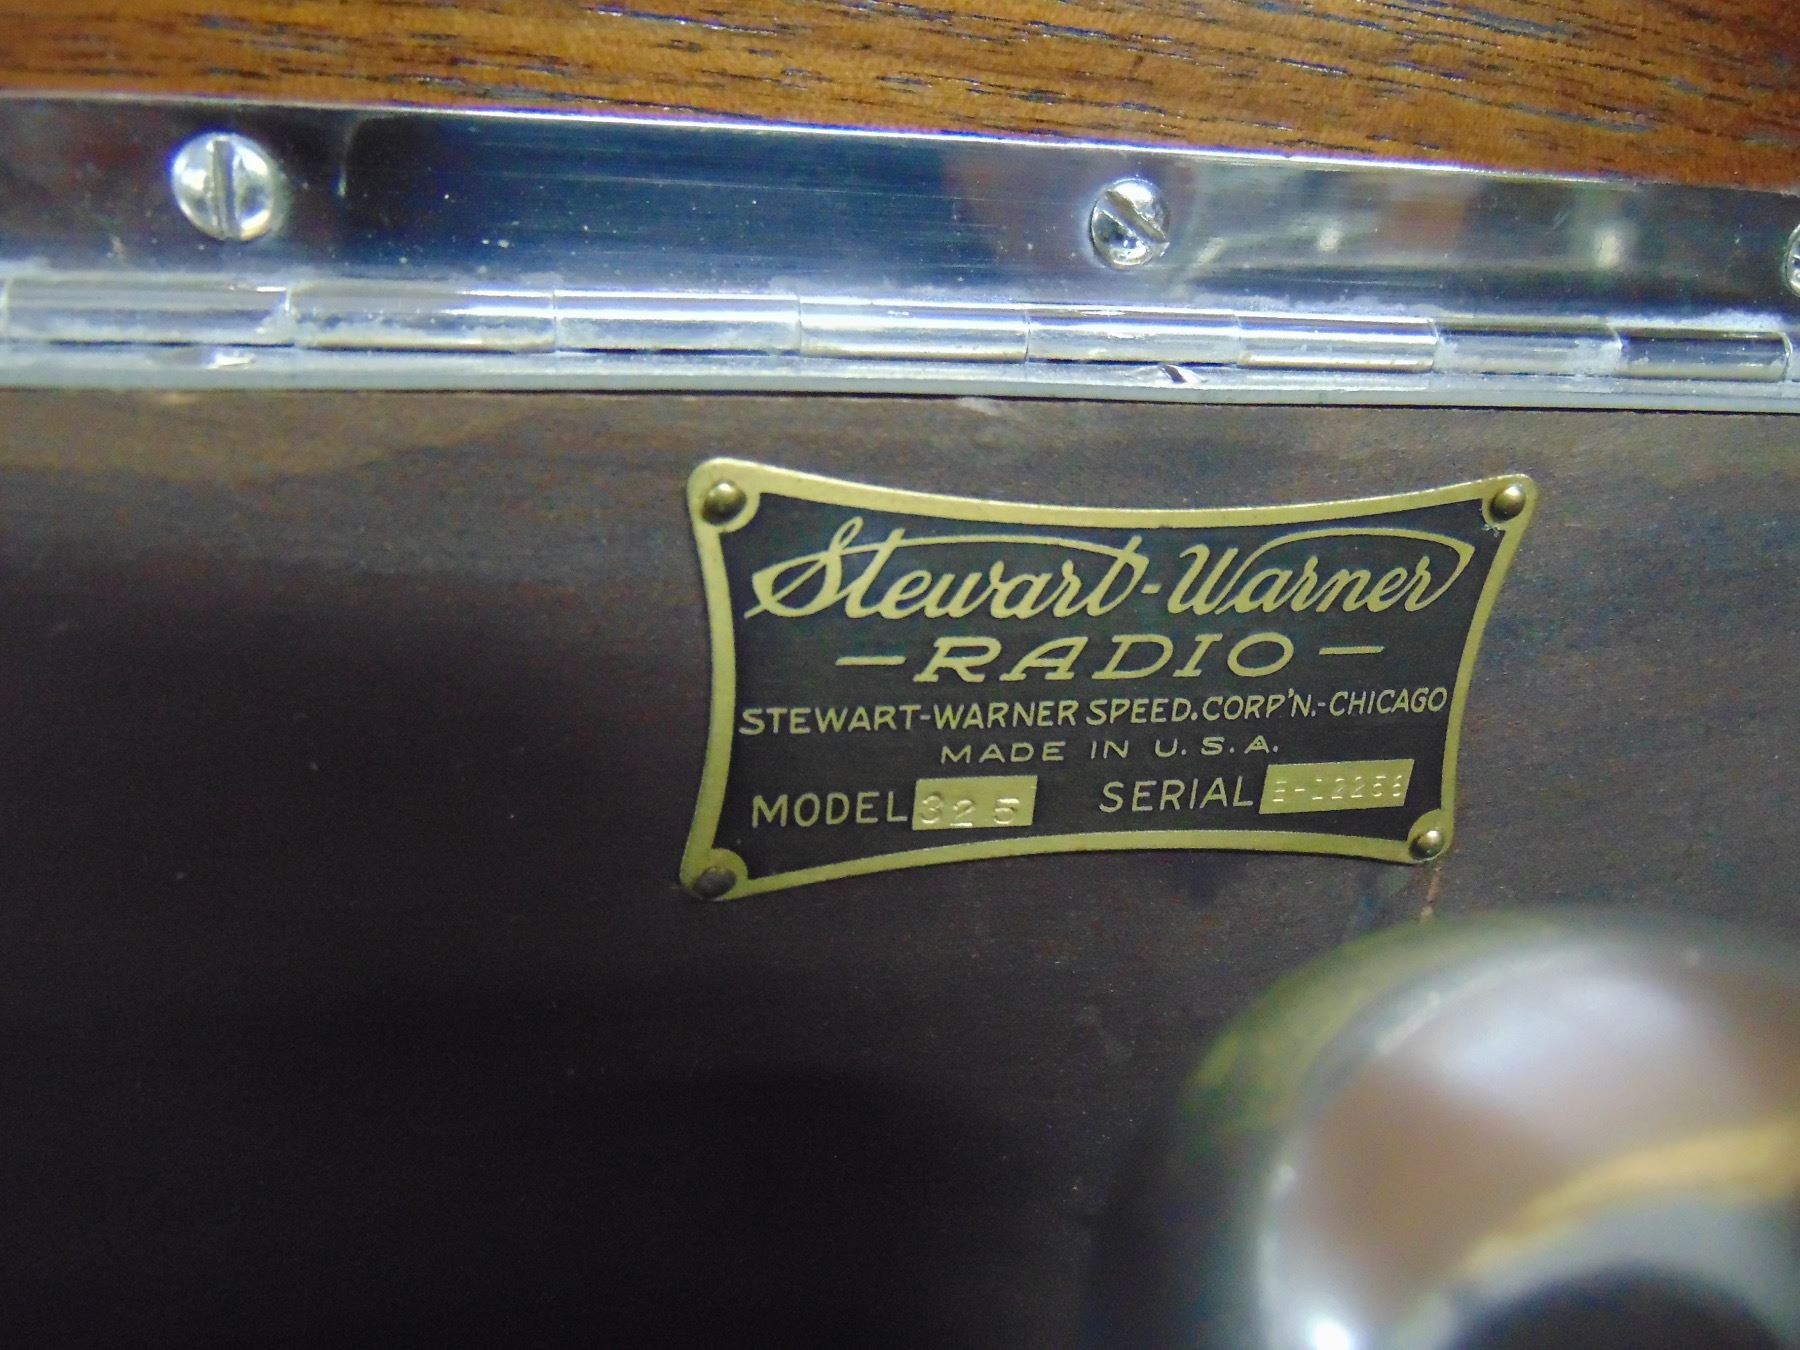 Stewart-Warner
— RADIO —
STEWART-WARNER SPEED. CORP'N.-CHICAGO
MADE IN U.S.A.
MODEL 325 SERIAL